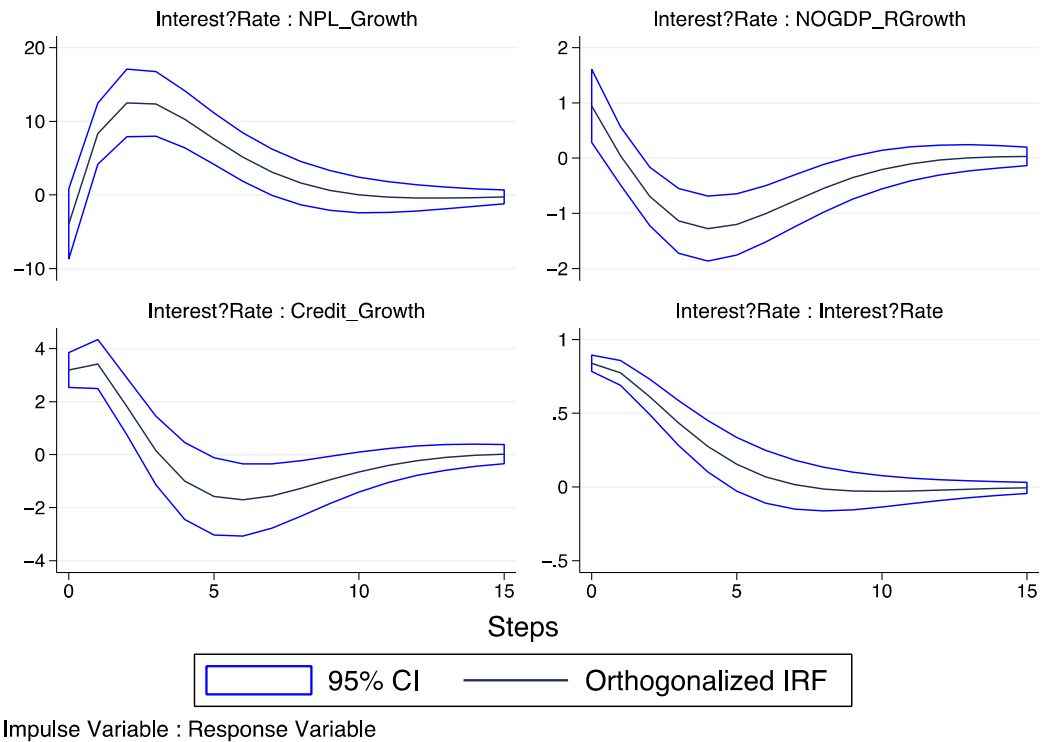 Interest?Rate : NPL_Growth
20
10
0
−10
Interest?Rate : NOGDP_RGrowth
2
1
0
−1
−2
Interest?Rate : Credit_Growth
4
2
0
−2
−4
0 5 10 15
Interest?Rate : Interest?Rate
1
.5
0
−.5
0 5 10 15
Steps
95% CI Orthogonalized IRF
Impulse Variable : Response Variable